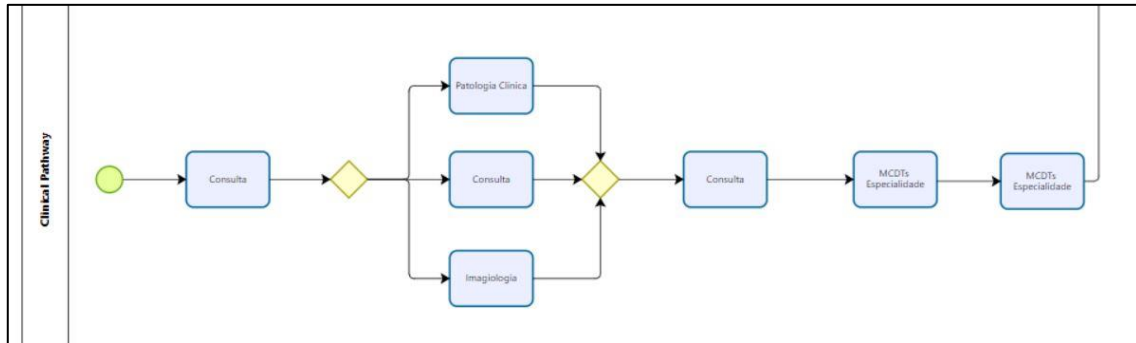 Clinical Pathway
Consulta
Patologia Clínica
Consulta
Imagiologia
Consulta
MCDTs
Especialidade
MCDTs
Especialidade